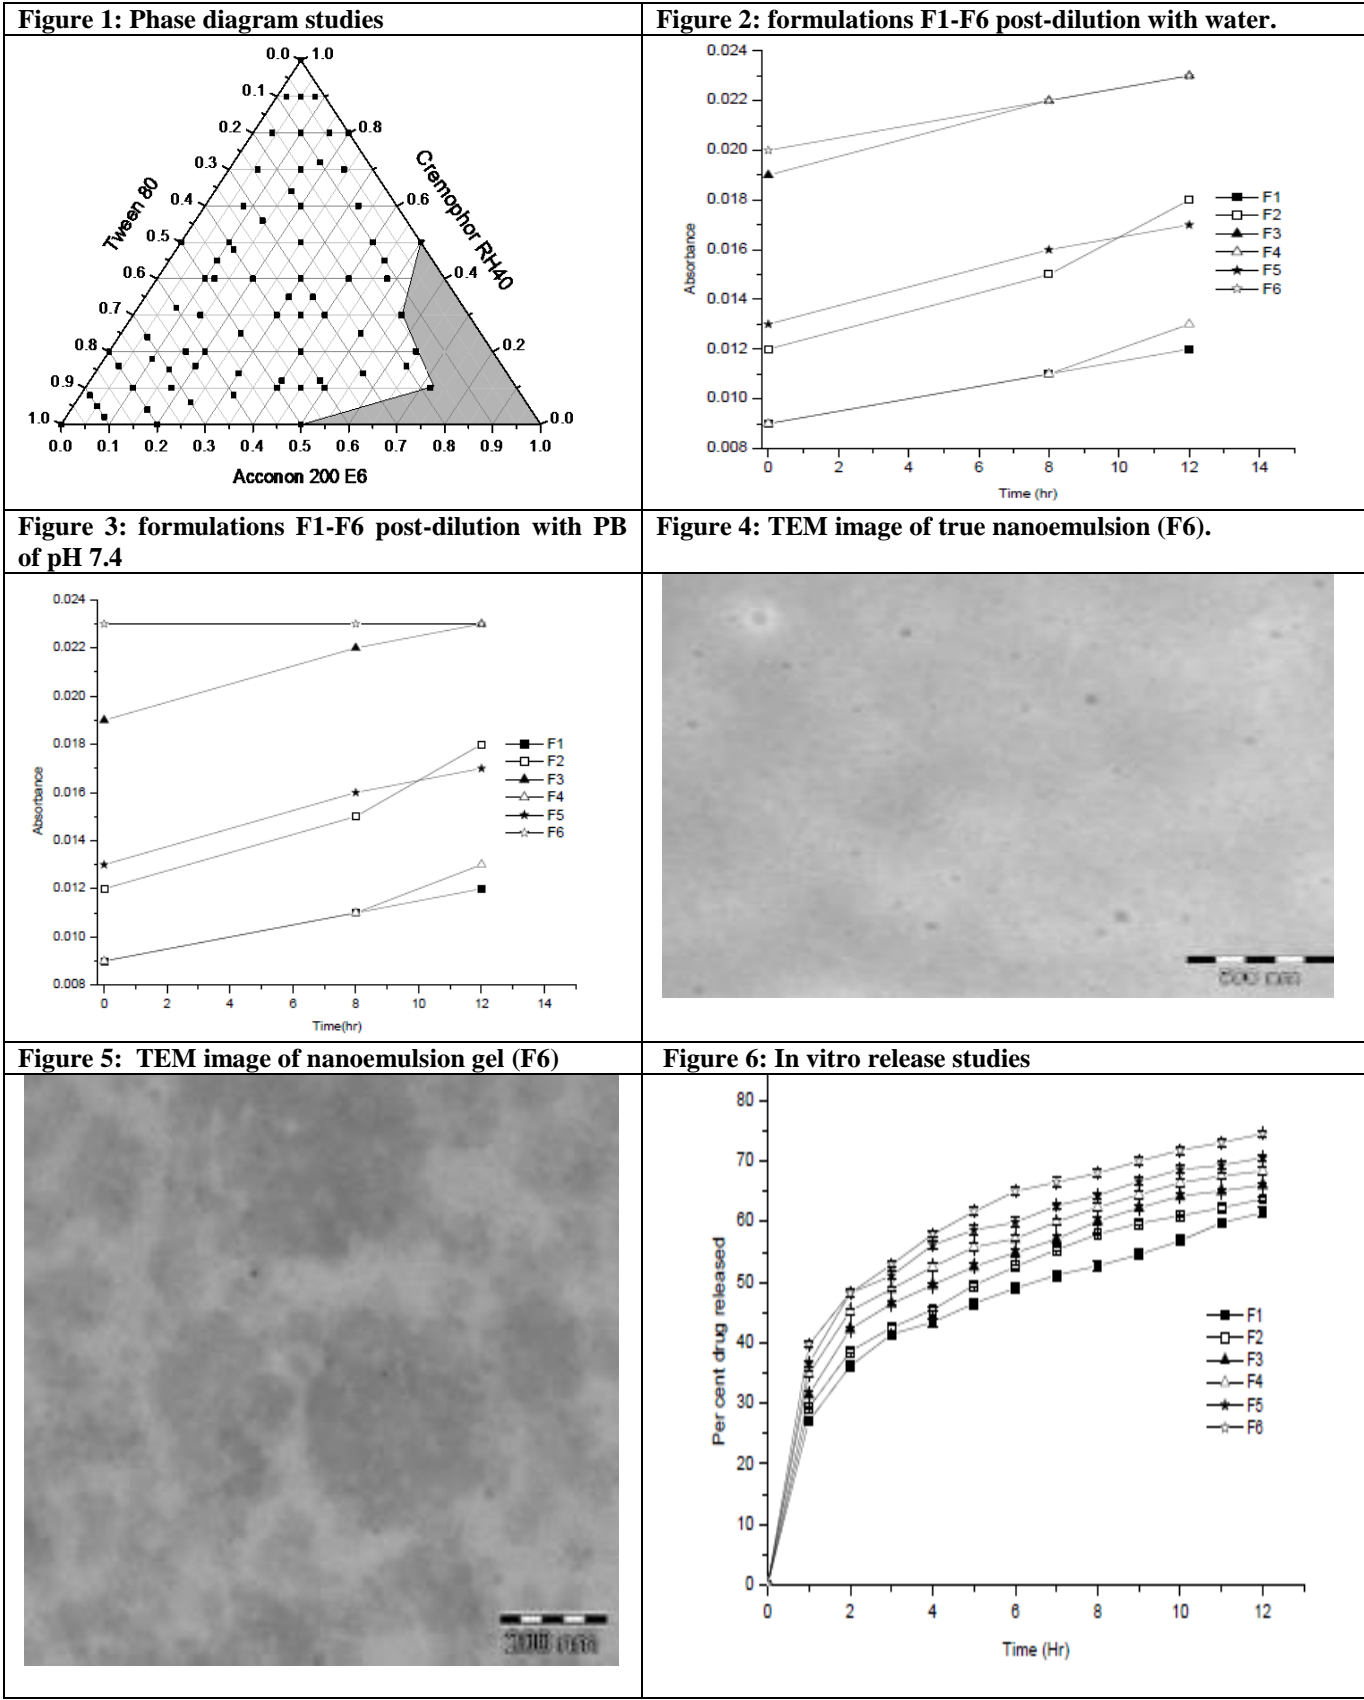 Figure 1: Phase diagram studies
0.0 1.0
0.1
0.2 0.8
0.3
0.4 0.6
0.5
0.6 0.4
0.7
0.8 0.2
0.9
1.0 0.0
0.0 0.1 0.2 0.3 0.4 0.5 0.6 0.7 0.8 0.9 1.0
Tween 80
Cremophor RH40
Acconon 200 E6
Figure 2: formulations F1-F6 post-dilution with water.
0.024
0.022
0.020
0.018
0.016
0.014
0.012
0.010
0.008
Absorbance
0 2 4 6 8 10 12 14
Time (hr)
F1
F2
F3
F4
F5
F6
Figure 3: formulations F1-F6 post-dilution with PB
of pH 7.4
0.024
0.022
0.020
0.018
0.016
0.014
0.012
0.010
0.008
Absorbance
0 2 4 6 8 10 12 14
Time(hr)
F1
F2
F3
F4
F5
F6
Figure 4: TEM image of true nanoemulsion (F6).
500 nm
Figure 5: TEM image of nanoemulsion gel (F6)
200 nm
Figure 6: In vitro release studies
80
70
60
50
40
30
20
10
0
Per cent drug released
0 2 4 6 8 10 12
Time (Hr)
F1
F2
F3
F4
F5
F6